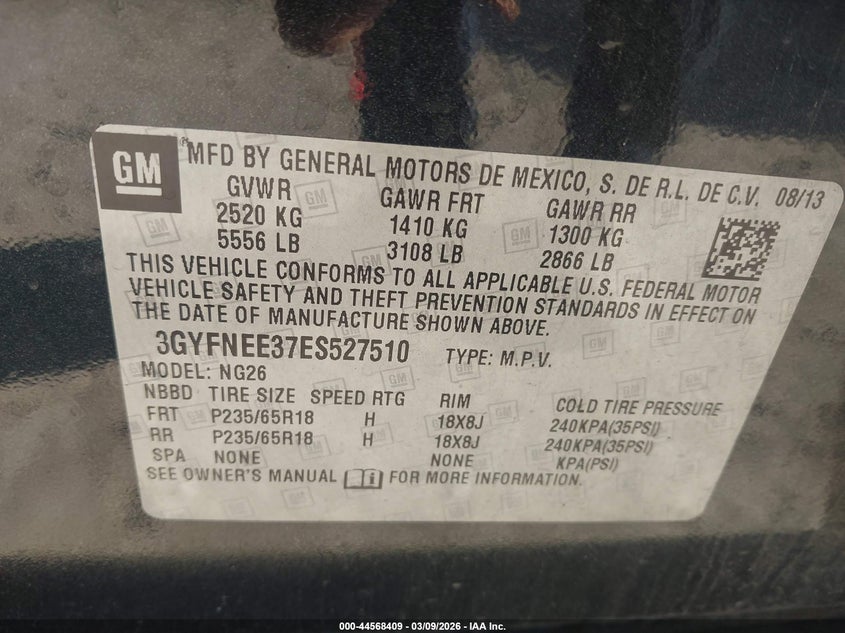 GM MFD BY GENERAL MOTORS DE MEXICO, S. DE R.L. DE C.V. 08/13
GVWR GAWR FRT GAWR RR
2520 KG 1410 KG 1300 KG
5556 LB 3108 LB 2866 LB
THIS VEHICLE CONFORMS TO ALL APPLICABLE U.S. FEDERAL MOTOR
VEHICLE SAFETY AND THEFT PREVENTION STANDARDS IN EFFECT ON
THE DATE OF MANUFACTURE SHOWN ABOVE.
3GYFNEE37ES527510 TYPE: M.P.V.
MODEL: NG26
NBBD TIRE SIZE SPEED RTG RIM COLD TIRE PRESSURE
FRT P235/65R18 H 18X8J 240KPA(35PSI)
RR P235/65R18 H 18X8J 240KPA(35PSI)
SPA NONE NONE KPA(PSI)
SEE OWNER'S MANUAL FOR MORE INFORMATION.
000-44568409 - 03/09/2026 - IAA Inc.